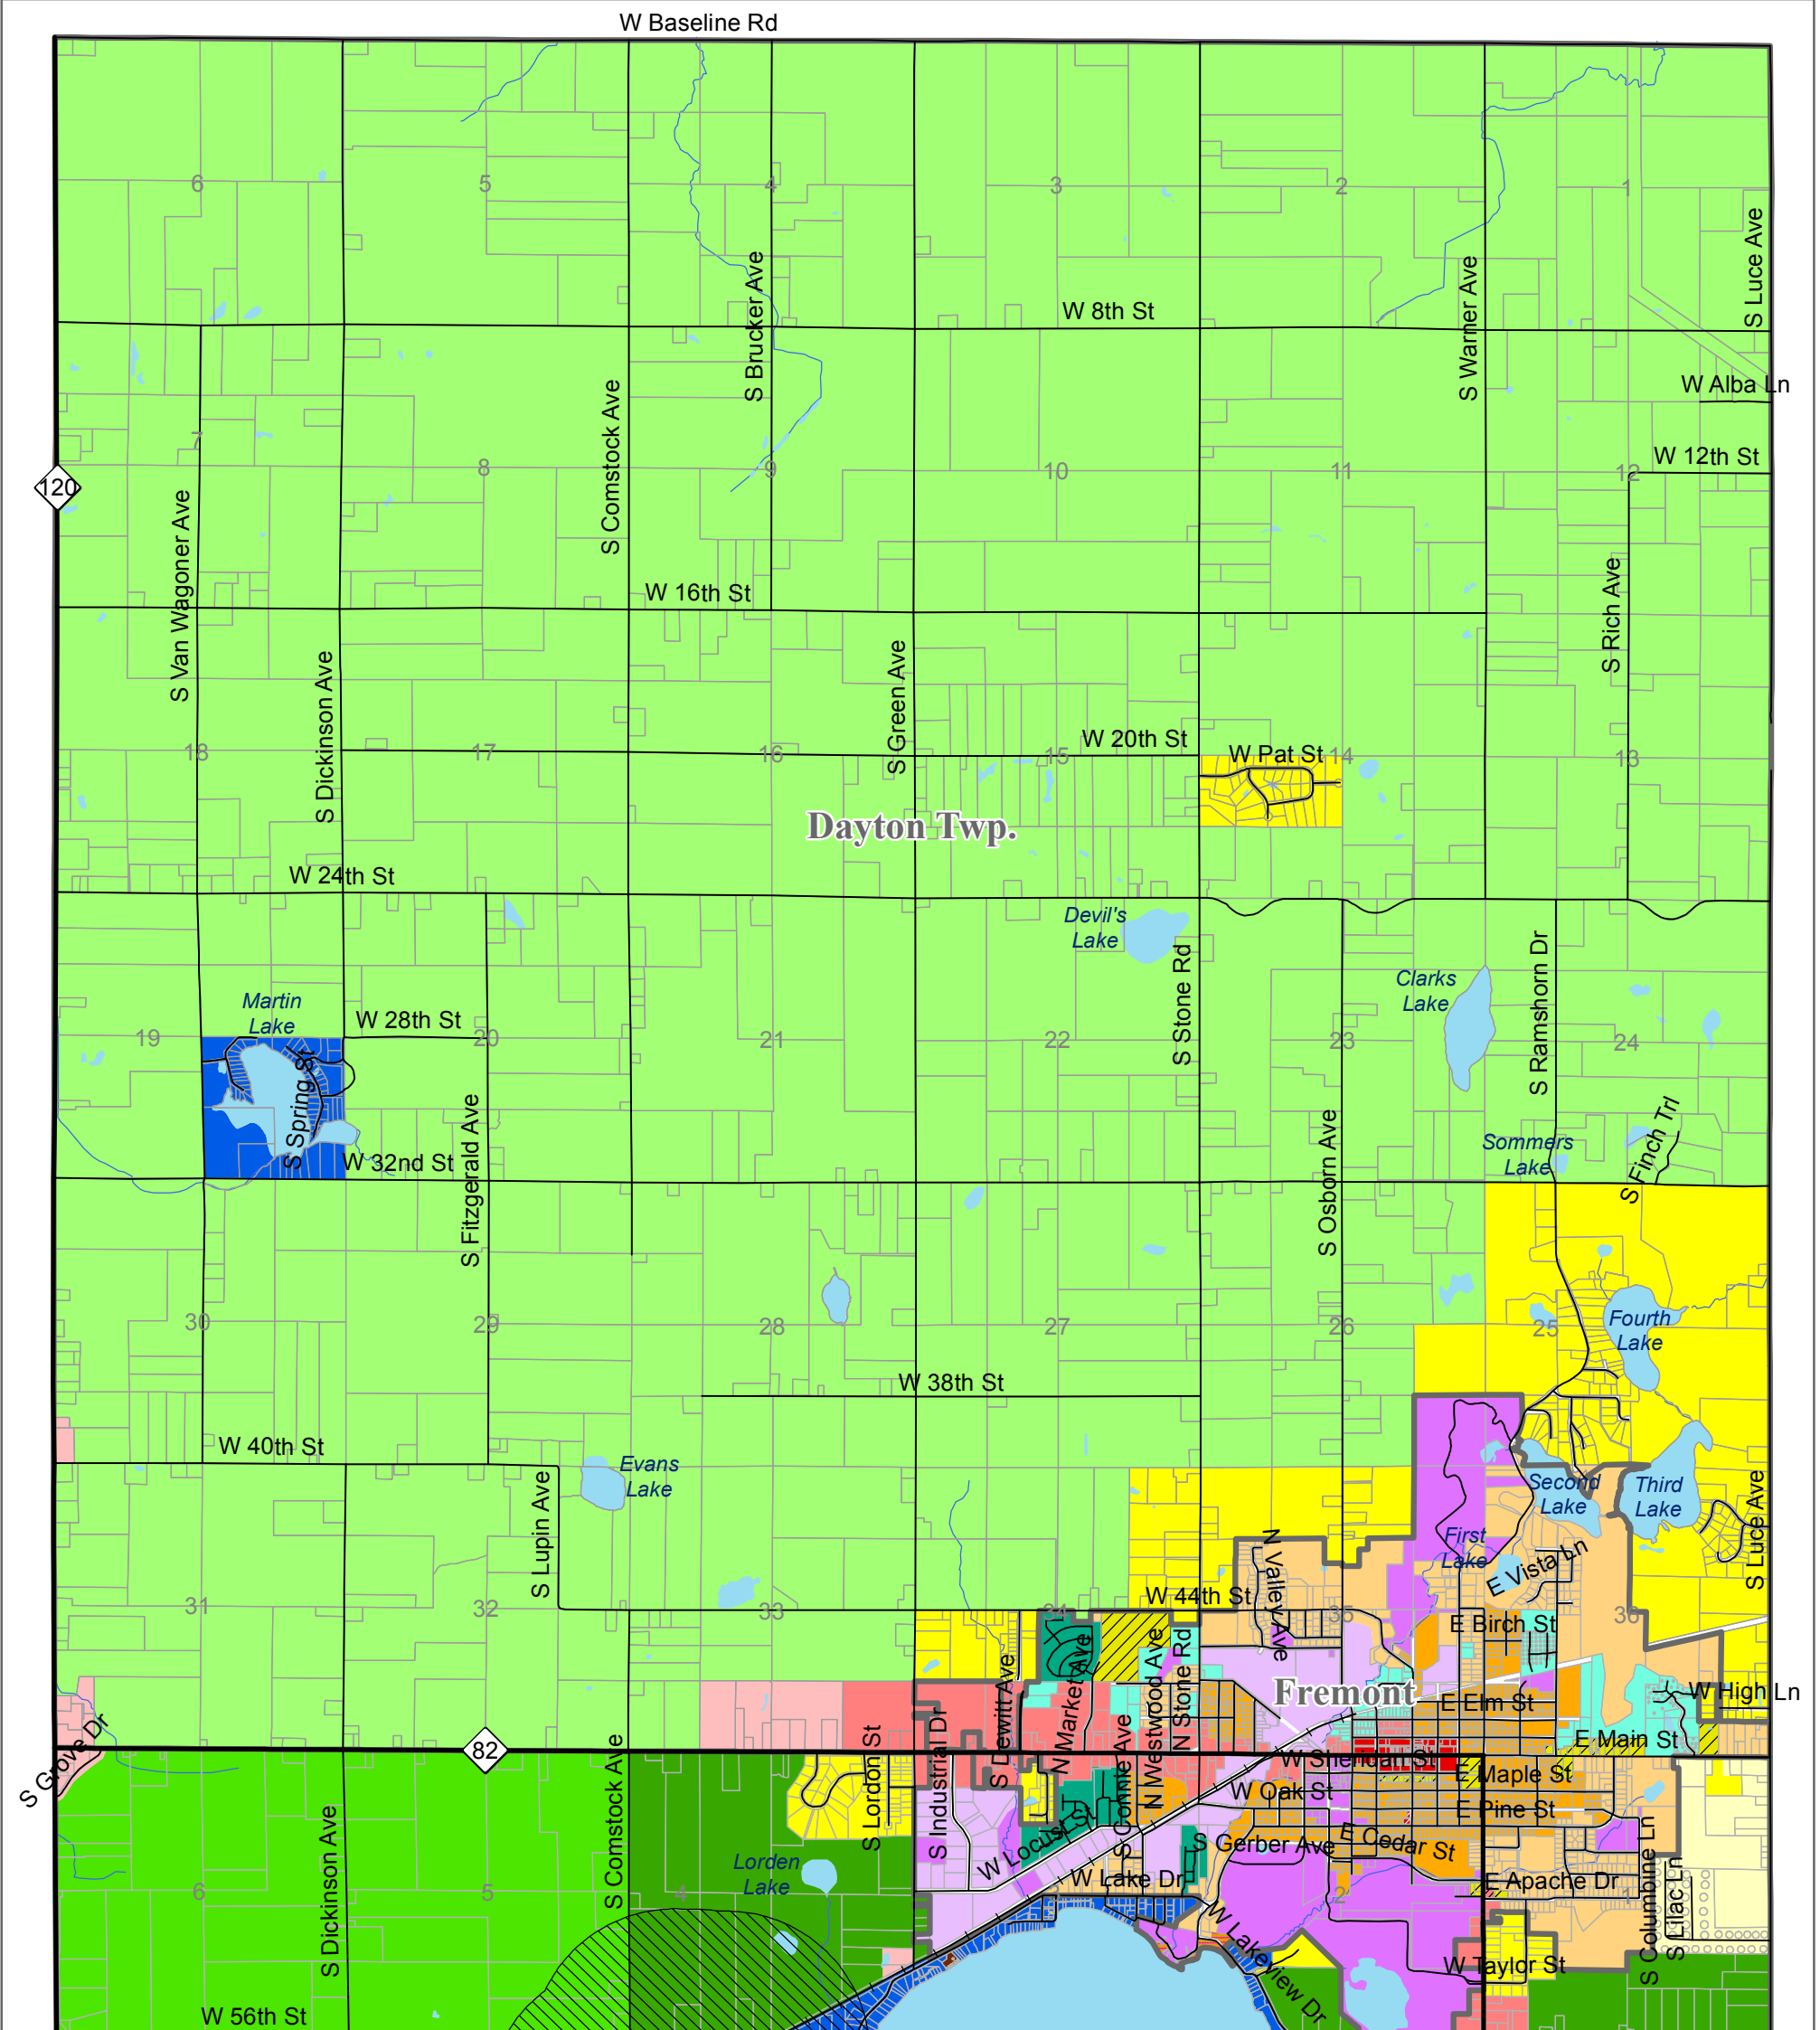 W Baseline Rd
6
5
4
3
2
1
S Luce Ave
S Brucker Ave
S Warner Ave
W 8th St
W Alba Ln
S Comstock Ave
7
8
9
10
11
12
W 12th St
120
S Van Wagoner Ave
W 16th St
S Rich Ave
S Dickinson Ave
S Green Ave
18
17
16
W 20th St
15
W Pat St
14
13
Dayton Twp.
W 24th St
Devil's
Lake
S Stone Rd
Clarks
Lake
S Ramshorn Dr
Martin
Lake
W 28th St
19
20
21
22
23
24
S Spring S
S Fitzgerald Ave
S Osborn Ave
Sommers
Lake
S Finch Trl
W 32nd St
30
29
28
27
26
25
Fourth
Lake
W 38th St
W 40th St
Evans
Lake
S Lupin Ave
Second
Lake
Third
Lake
S Luce Ave
First
Lake
E Vista Ln
N Valley Ave
W 44th St
31
32
33
34
35
36
E Birch St
S Dewitt Ave
N Market Ave
N Westwood Ave
N Stone Rd
Fremont
W High Ln
E Elm St
S Grove Dr
82
S Comstock Ave
S Lordon St
S Industrial Dr
S Connie Ave
E Main St
W Sheridan St
E Maple St
W Oak St
E Pine St
W Locust St
S Gerber Ave
E Cedar St
Lorden
Lake
W Lake Dr
E Apache Dr
S Columbine Ln
S Lilac Ln
6
5
4
2
1
S Dickinson Ave
W Lakeview Dr
W Taylor St
W 56th St